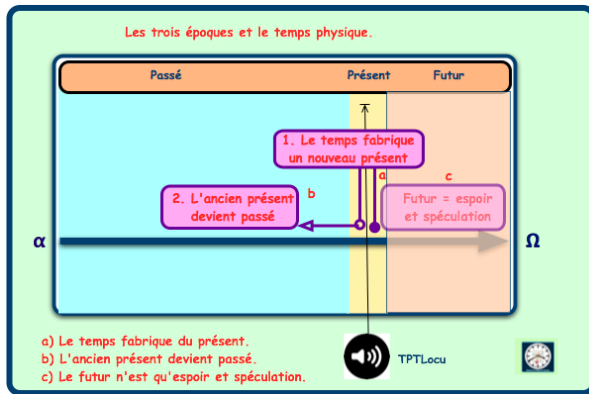 Les trois époques et le temps physique.
Passé
Présent
Futur
1. Le temps fabrique
un nouveau présent
a
c
2. L'ancien présent
devient passé
b
Futur = espoir
et spéculation
α
Ω
a) Le temps fabrique du présent.
b) L'ancien présent devient passé.
c) Le futur n'est qu'espoir et spéculation.
TPTLocu